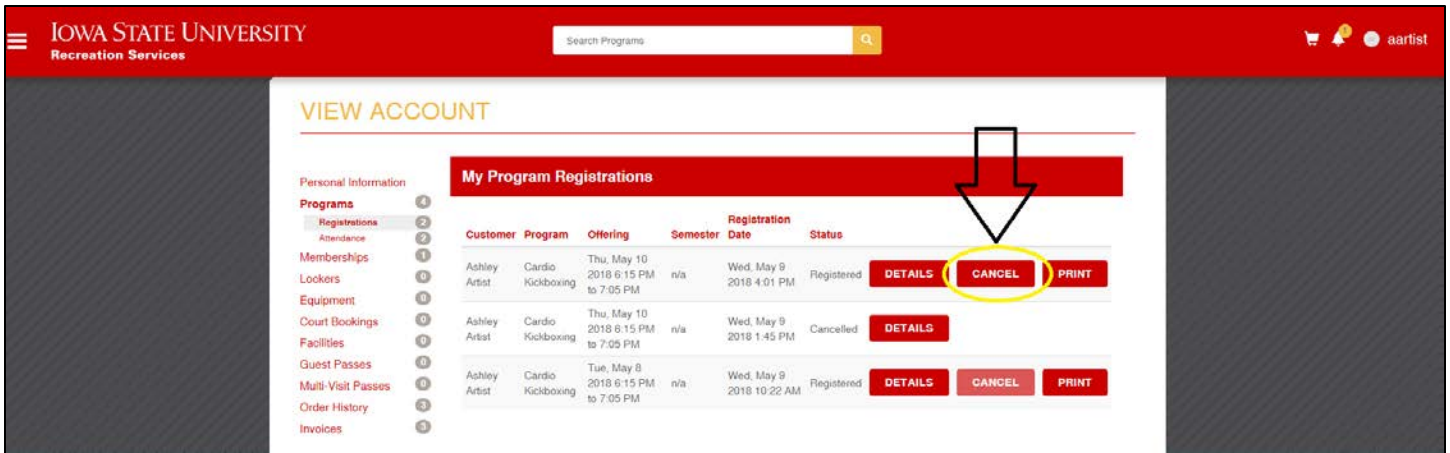 IOWA STATE UNIVERSITY
Recreation Services
Search Programs
1
aartist
VIEW ACCOUNT
Personal Information
Programs 4
Registrations 2
Attendance 2
Memberships 1
Lockers 0
Equipment 0
Court Bookings 0
Facilities 0
Guest Passes 0
Multi-Visit Passes 0
Order History 3
Invoices 3
My Program Registrations
Customer Program Offering Semester Registration Date Status
Ashley Artist Cardio Kickboxing Thu, May 10 2018 6:15 PM to 7:05 PM n/a Wed, May 9 2018 4:01 PM Registered DETAILS CANCEL PRINT
Ashley Artist Cardio Kickboxing Thu, May 10 2018 6:15 PM to 7:05 PM n/a Wed, May 9 2018 1:45 PM Cancelled DETAILS
Ashley Artist Cardio Kickboxing Tue, May 8 2018 6:15 PM to 7:05 PM n/a Wed, May 9 2018 10:22 AM Registered DETAILS CANCEL PRINT